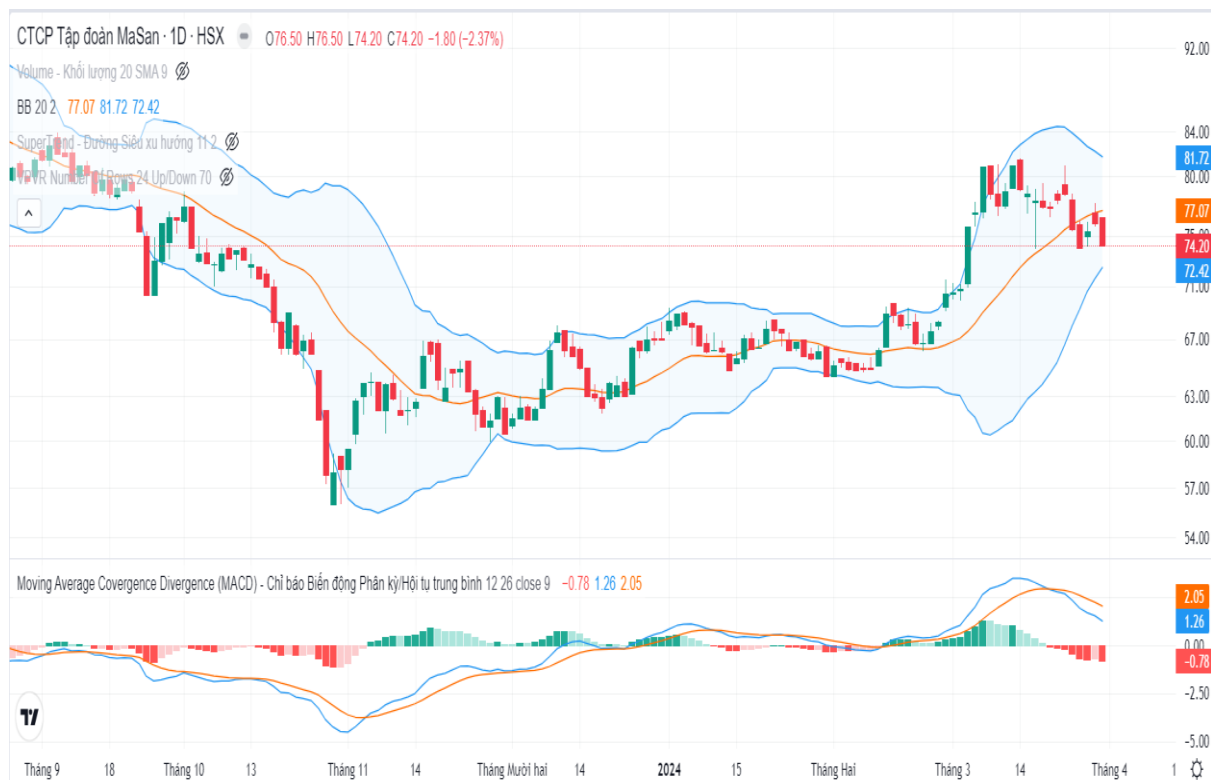 CTCP Tập đoàn MaSan · 1D · HSX O76.50 H76.50 L74.20 C74.20 −1.80 (−2.37%)
Volume - Khối lượng 20 SMA 9
BB 20 2 77.07 81.72 72.42
SuperTrend - Đường Siêu xu hướng 11 2
VPVR Number Rows 24 Up/Down 70
92.00
84.00
81.72
80.00
77.07
75.00
74.20
72.42
71.00
67.00
63.00
60.00
57.00
54.00
Moving Average Covergence Divergence (MACD) - Chỉ báo Biến động Phân kỳ/Hội tụ trung bình 12 26 close 9 −0.78 1.26 2.05
2.05
1.26
0.00
−0.78
−2.50
−5.00
Tháng 9 18 Tháng 10 13 Tháng 11 14 Tháng Mười hai 14 2024 15 Tháng Hai Tháng 3 14 Tháng 4 1